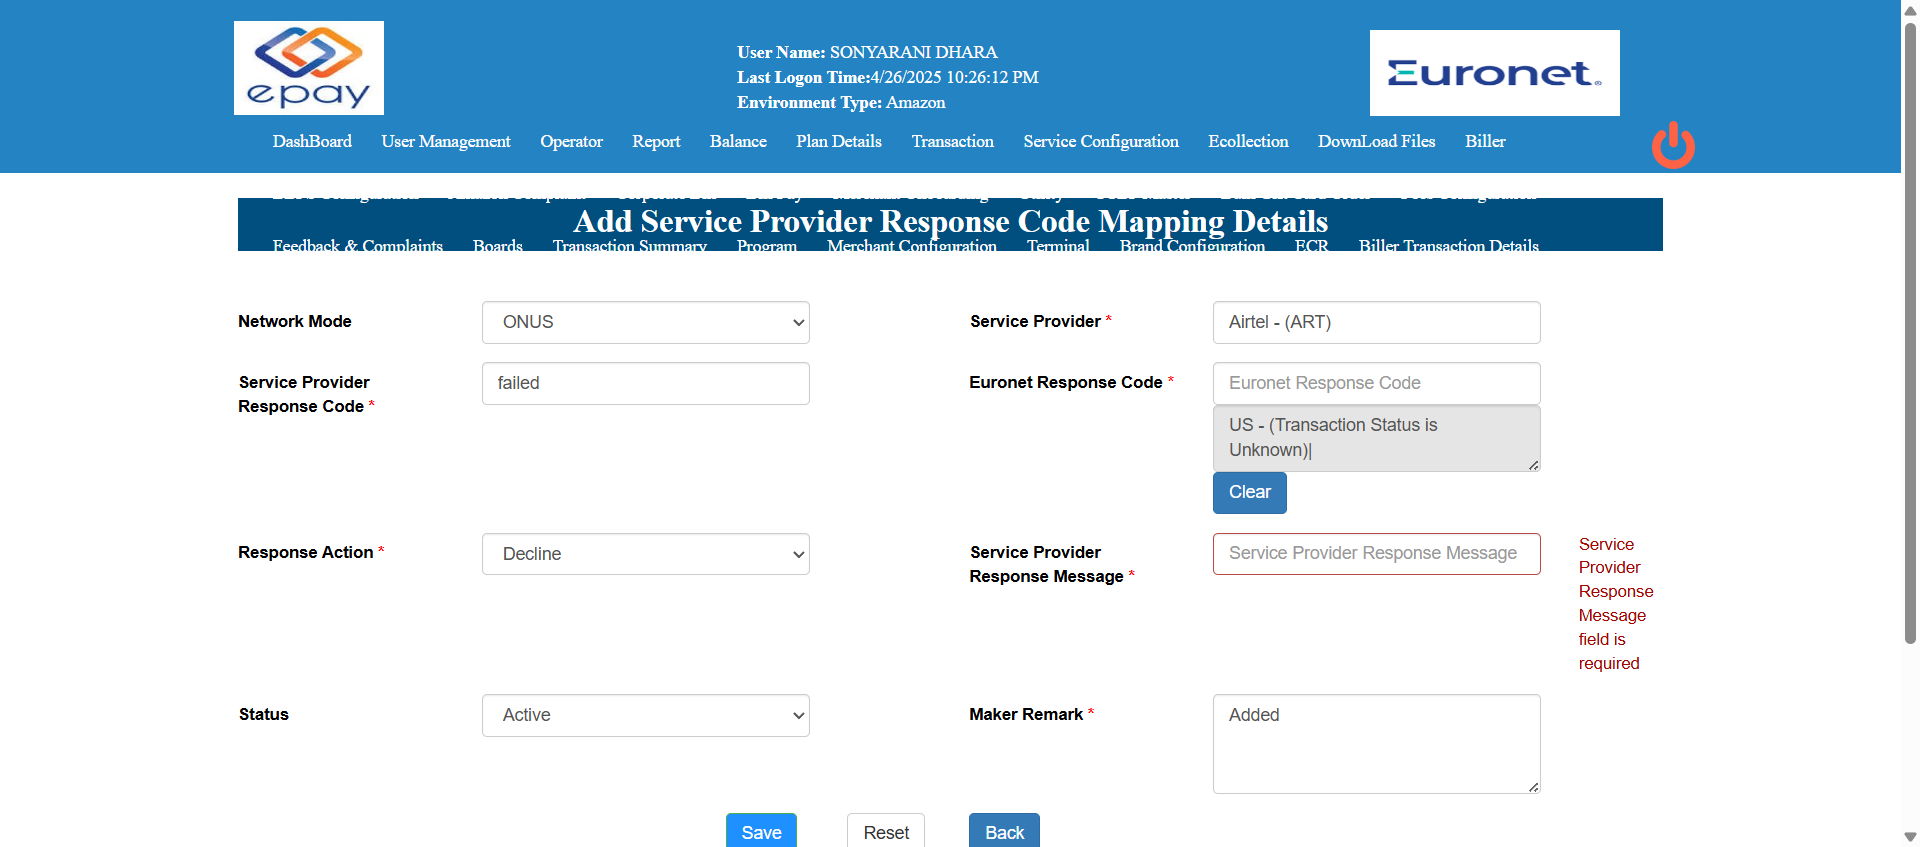 epay
User Name: SONYARANI DHARA
Last Logon Time:4/26/2025 10:26:12 PM
Environment Type: Amazon
Euronet
DashBoard User Management Operator Report Balance Plan Details Transaction Service Configuration Ecollection DownLoad Files Biller
Add Service Provider Response Code Mapping Details
Feedback & Complaints Boards Transaction Summary Program Merchant Configuration Terminal Brand Configuration ECR Biller Transaction Details
Network Mode
ONUS
Service Provider *
Airtel - (ART)
Service Provider
Response Code *
failed
Euronet Response Code *
Euronet Response Code
US - (Transaction Status is
Unknown)|
Clear
Response Action *
Decline
Service Provider
Response Message *
Service Provider Response Message
Service
Provider
Response
Message
field is
required
Status
Active
Maker Remark *
Added
Save
Reset
Back